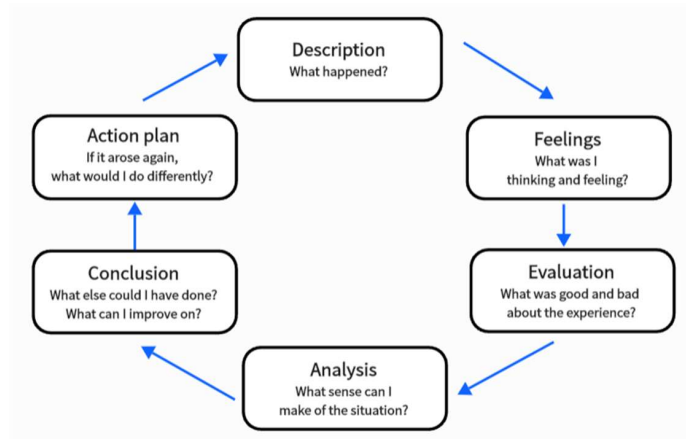 Description
What happened?
Feelings
What was I
thinking and feeling?
Evaluation
What was good and bad
about the experience?
Analysis
What sense can I
make of the situation?
Conclusion
What else could I have done?
What can I improve on?
Action plan
If it arose again,
what would I do differently?